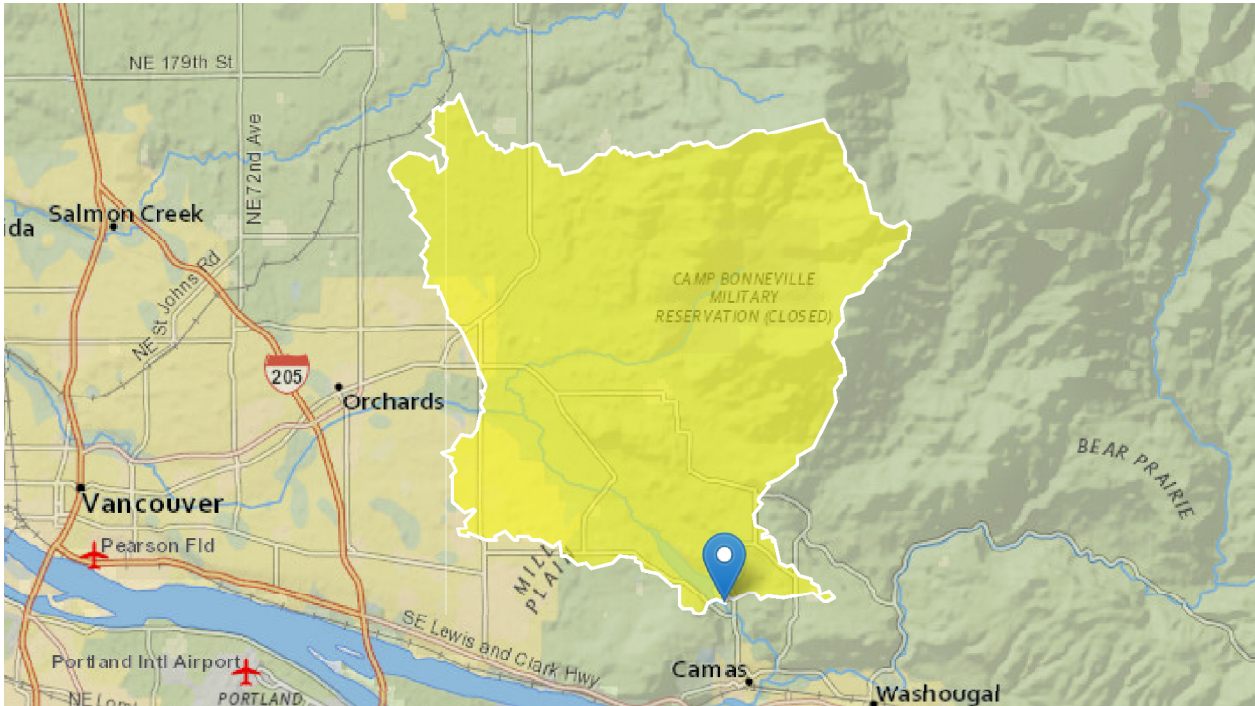 NE 179th St
NE 72nd Ave
Salmon Creek
ida
NE St Johns Rd
CAMP BONNEVILLE
MILITARY
RESERVATION (CLOSED)
205
Orchards
BEAR PRAIRIE
Vancouver
Pearson Fld
MILL
PLAIN
SE Lewis and Clark Hwy
Portland Intl Airport
Camas
Washougal
PORTLAND